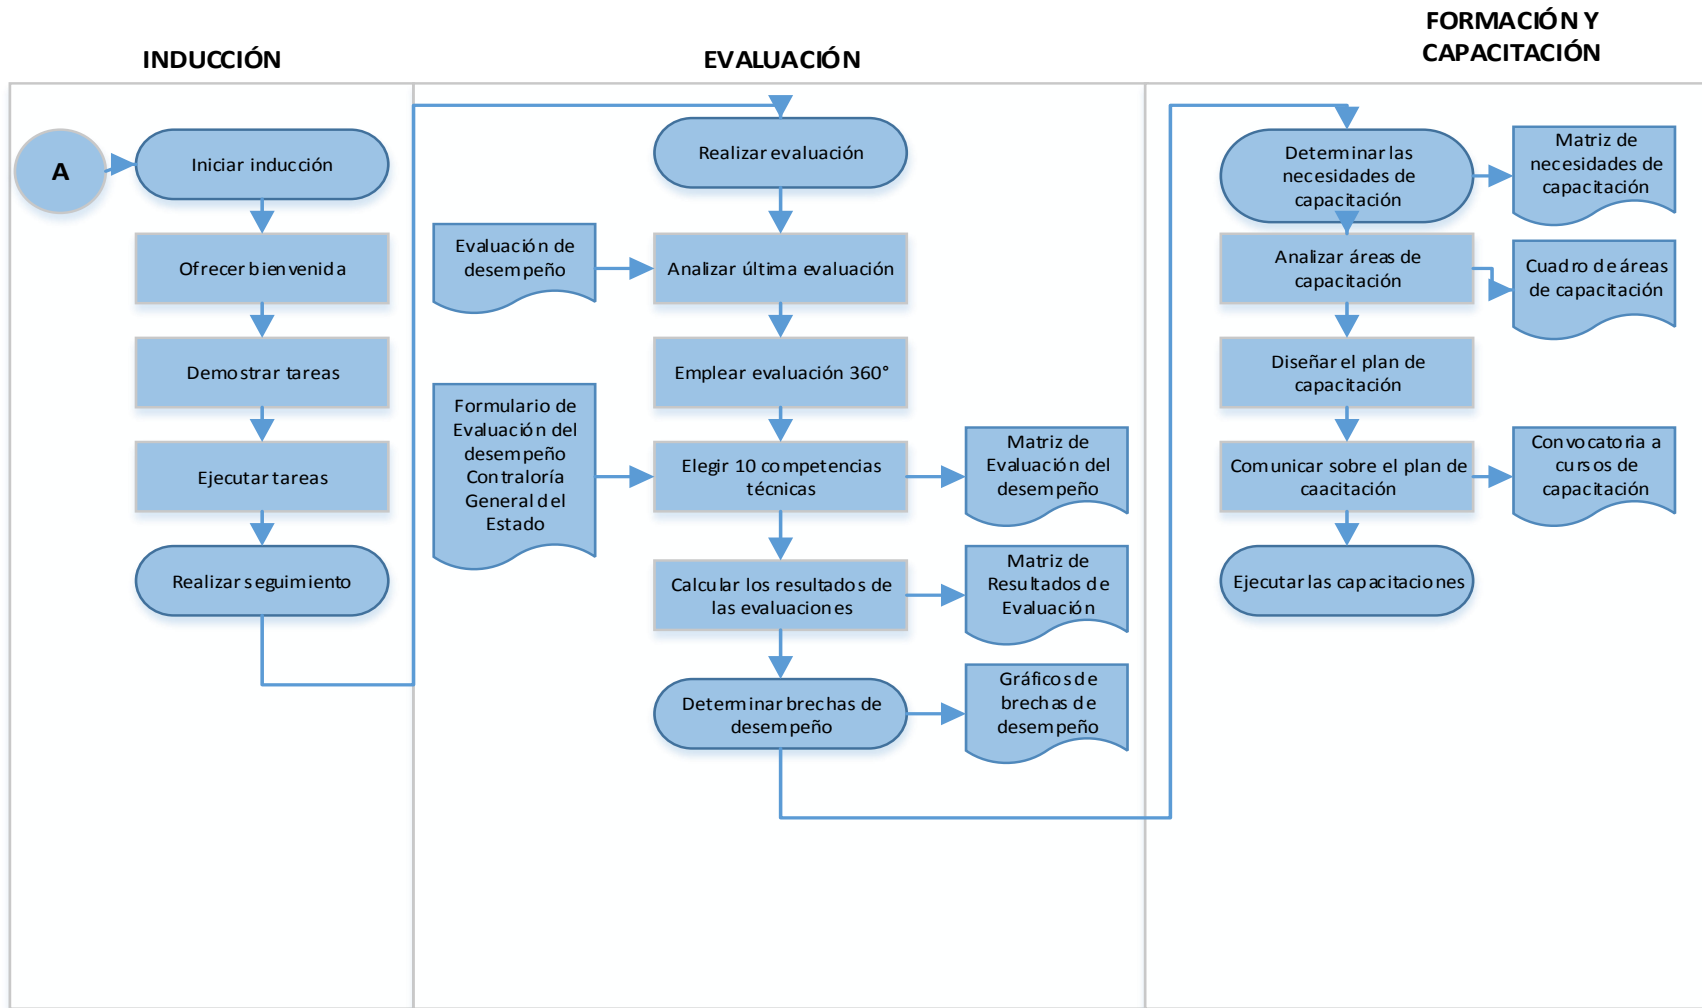 INDUCCIÓN
A
Iniciar inducción
Ofrecer bienvenida
Demostrar tareas
Ejecutar tareas
Realizar seguimiento
EVALUACIÓN
Realizar evaluación
Evaluación de
desempeño
Analizar última evaluación
Emplear evaluación 360°
Formulario de
Evaluación del
desempeño
Contraloría
General del
Estado
Elegir 10 competencias
técnicas
Matriz de
Evaluación del
desempeño
Calcular los resultados de
las evaluaciones
Matriz de
Resultados de
Evaluación
Determinar brechas de
desempeño
Gráficos de
brechas de
desempeño
FORMACIÓN Y
CAPACITACIÓN
Determinar las
necesidades de
capacitación
Matriz de
necesidades de
capacitación
Analizar áreas de
capacitación
Cuadro de áreas
de capacitación
Diseñar el plan de
capacitación
Comunicar sobre el plan de
caacitación
Convocatoria a
cursos de
capacitación
Ejecutar las capacitaciones